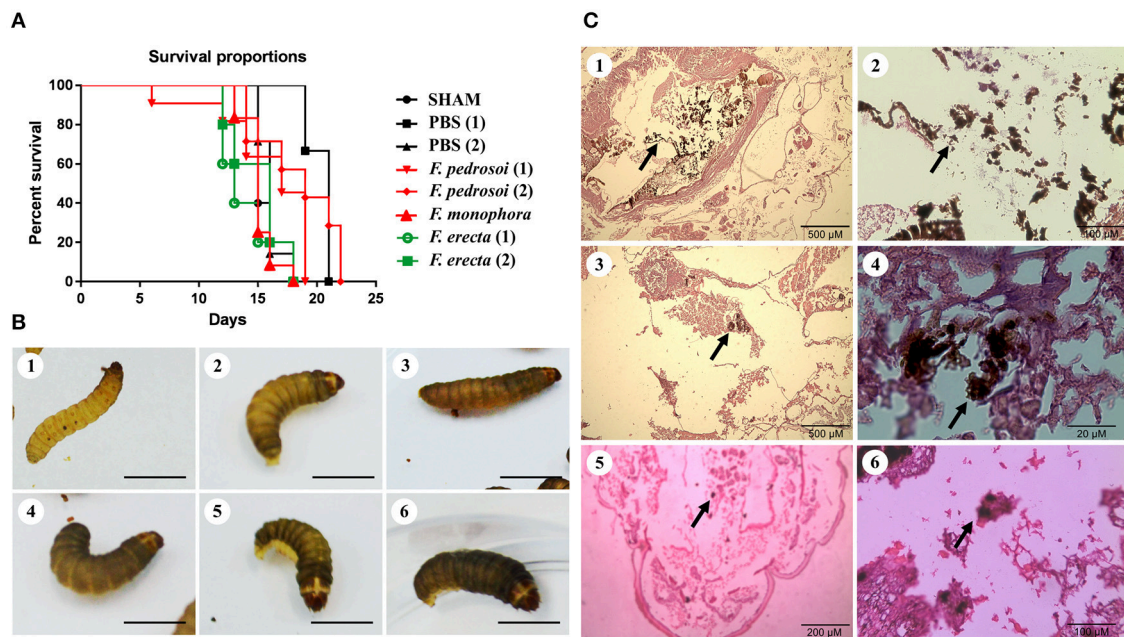 A
Survival proportions
Percent survival
100
80
60
40
20
0
0
5
10
15
20
25
Days
SHAM
PBS (1)
PBS (2)
F. pedrosoi (1)
F. pedrosoi (2)
F. monophora
F. erecta (1)
F. erecta (2)
B
1
2
3
4
5
6
C
1
500 µM
2
100 µM
3
500 µM
4
20 µM
5
200 µM
6
100 µM